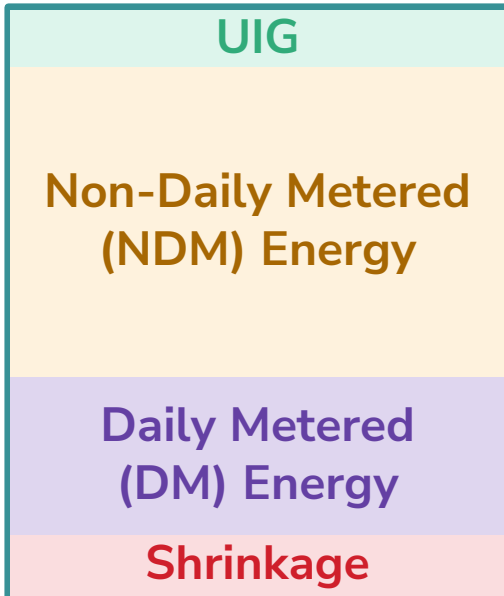 UIG
Non-Daily Metered
(NDM) Energy
Daily Metered
(DM) Energy
Shrinkage